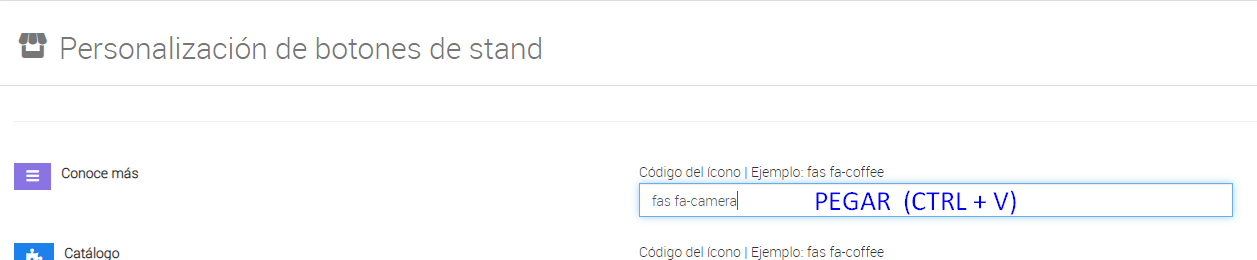 Personalización de botones de stand
Conoce más
Código del ícono | Ejemplo: fas fa-coffee
fas fa-camera PEGAR (CTRL + V)
Catálogo
Código del ícono | Ejemplo: fas fa-coffee